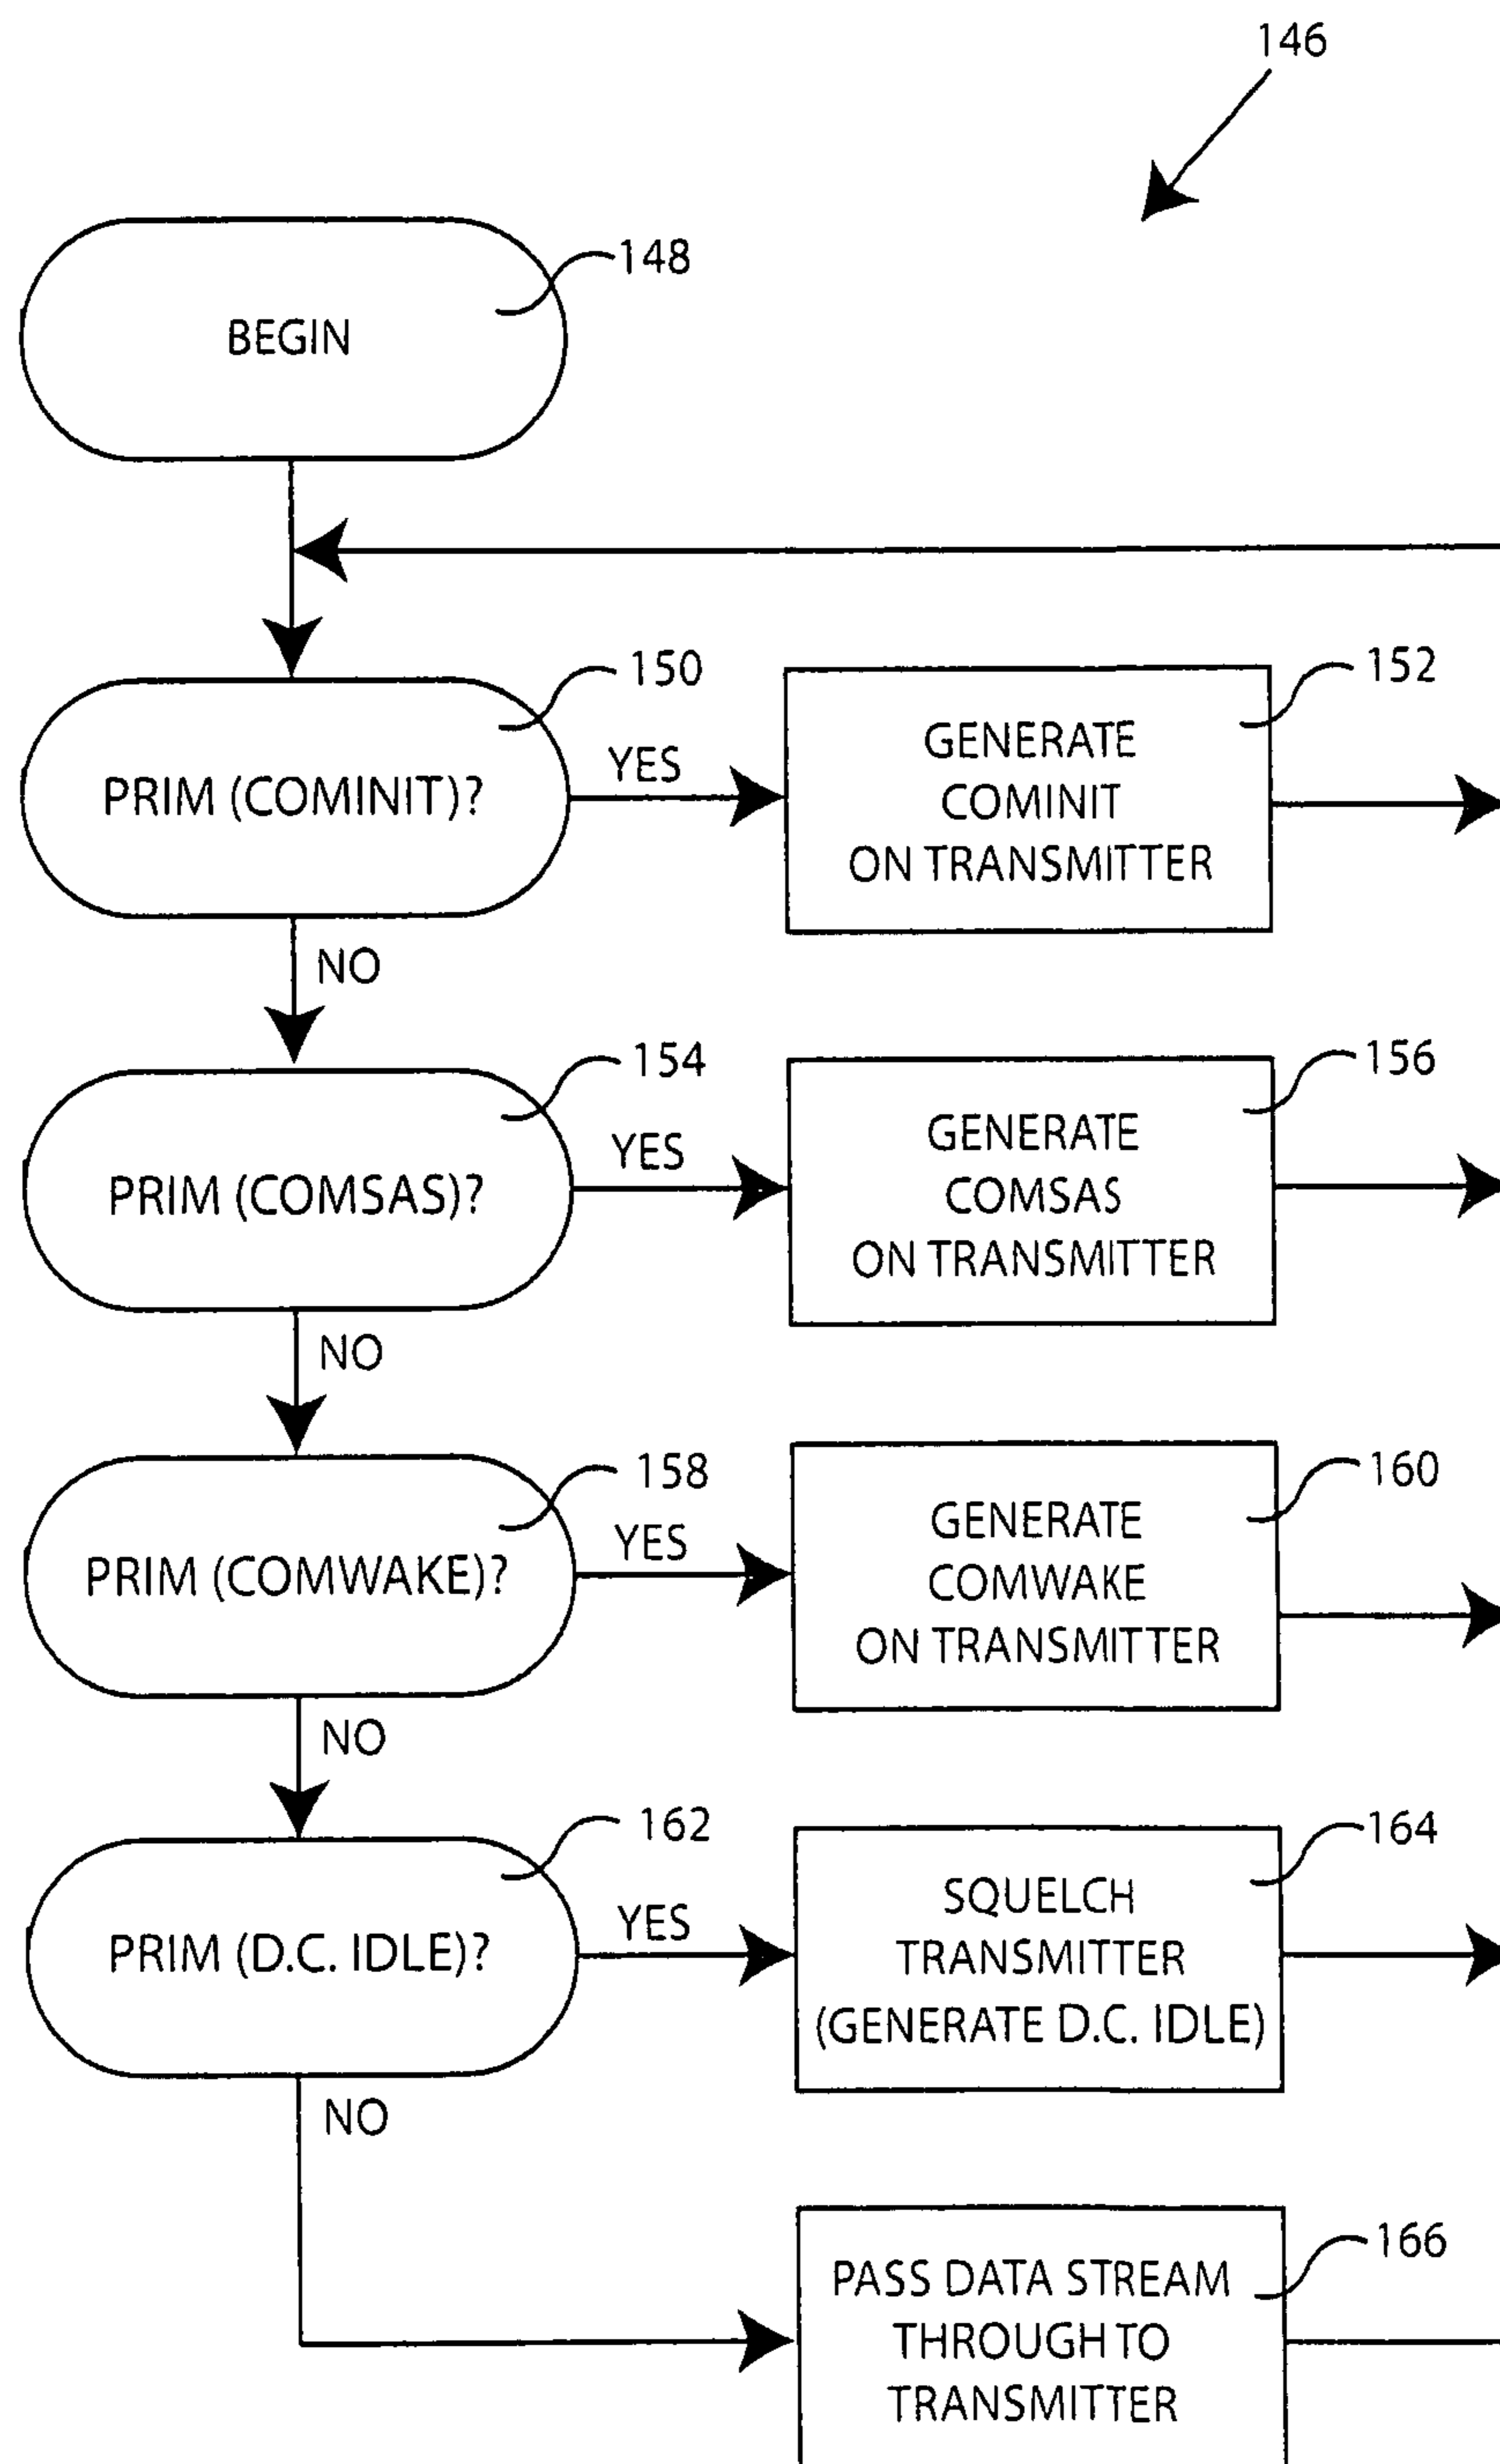 146
148
BEGIN
150
PRIM (COMINIT)?
YES
152
GENERATE
COMINIT
ON TRANSMITTER
NO
154
PRIM (COMSAS)?
YES
156
GENERATE
COMSAS
ON TRANSMITTER
NO
158
PRIM (COMWAKE)?
YES
160
GENERATE
COMWAKE
ON TRANSMITTER
NO
162
PRIM (D.C. IDLE)?
YES
164
SQUELCH
TRANSMITTER
(GENERATE D.C. IDLE)
NO
166
PASS DATA STREAM
THROUGH TO
TRANSMITTER